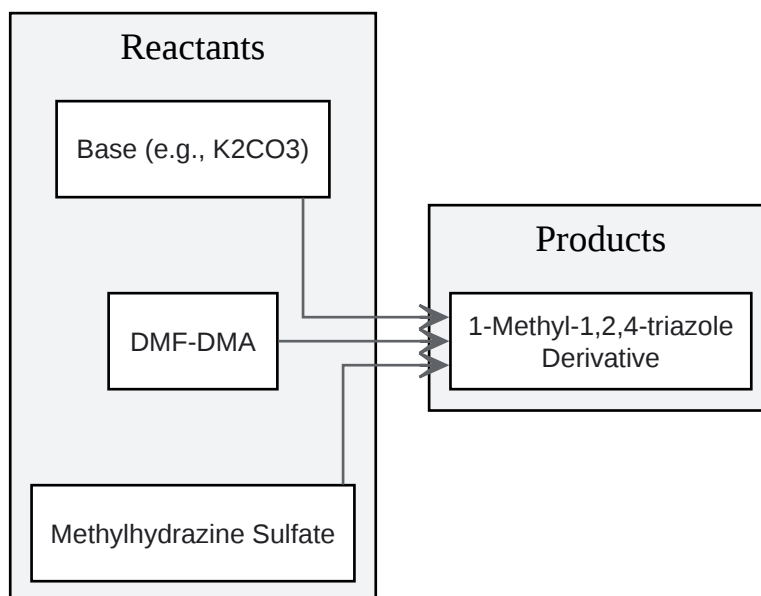 Reactants
Base (e.g., K2CO3)
DMF-DMA
Methylhydrazine Sulfate
Products
1-Methyl-1,2,4-triazole
Derivative